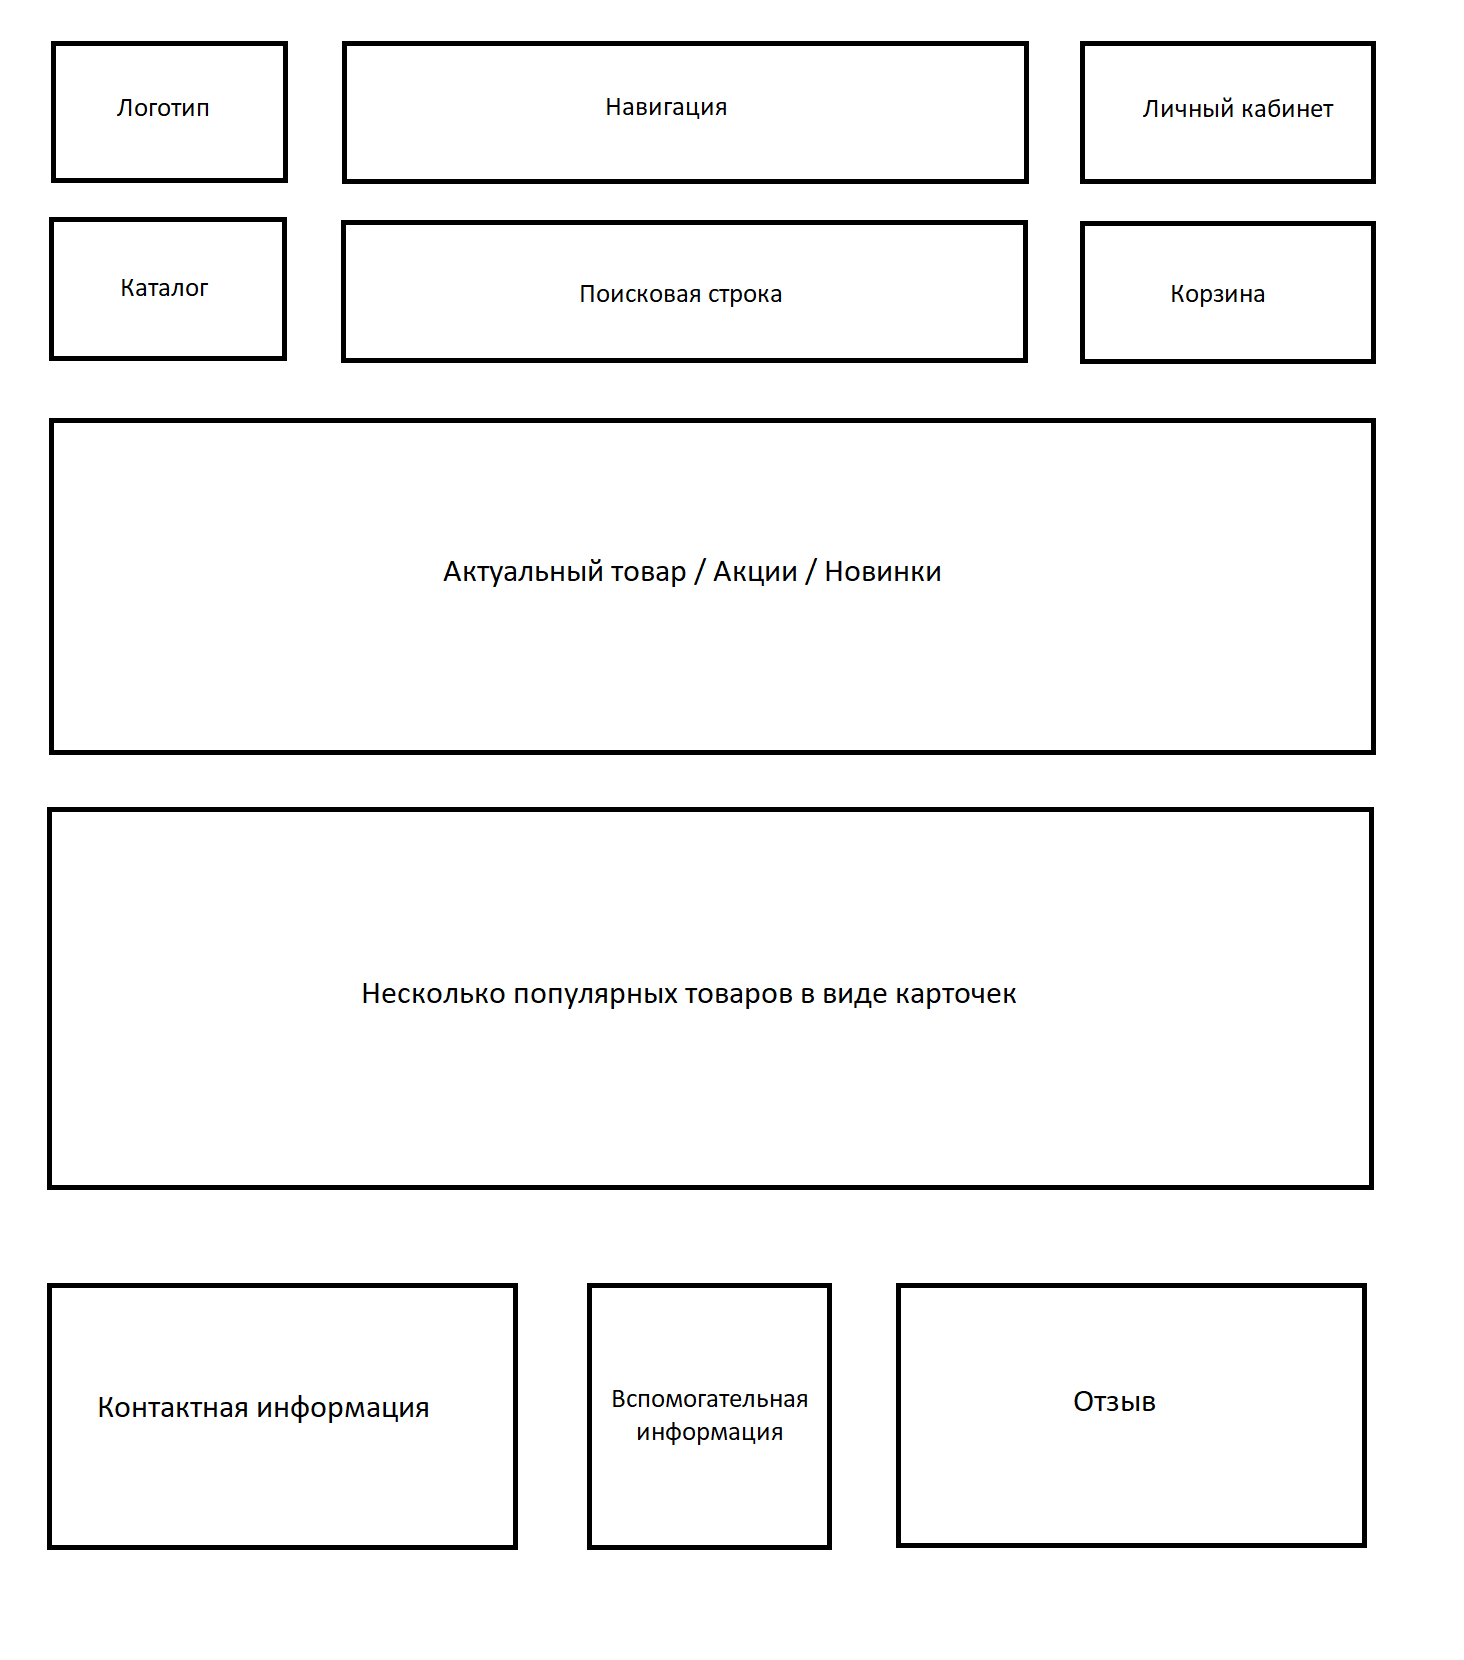 Логотип
Навигация
Личный кабинет
Каталог
Поисковая строка
Корзина
Актуальный товар / Акции / Новинки
Несколько популярных товаров в виде карточек
Контактная информация
Вспомогательная
информация
Отзыв